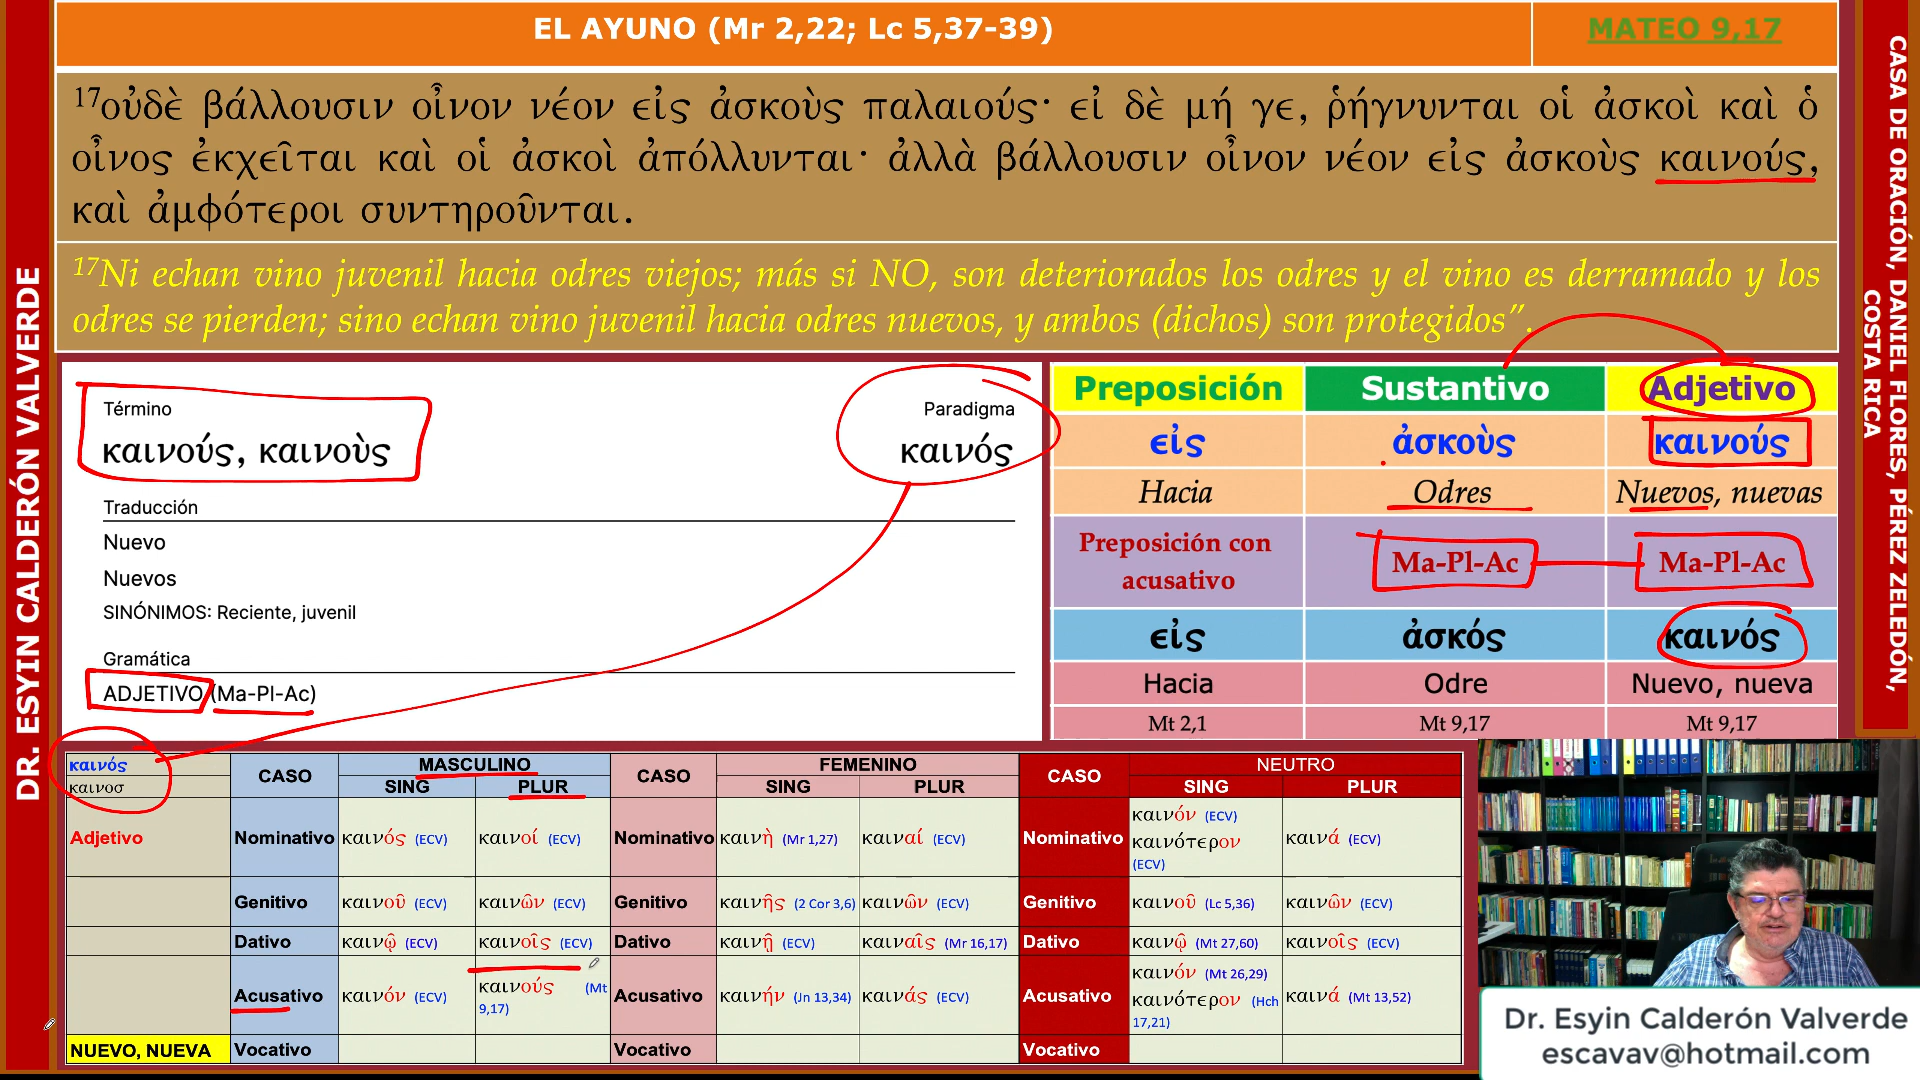 EL AYUNO (Mr 2,22; Lc 5,37-39)
MATEO 9,17
¹⁷οὐδὲ βάλλουσιν οἶνον νέον εἰς ἀσκοὺς παλαιούς· εἰ δὲ μή γε, ῥήγνυνται οἱ ἀσκοὶ καὶ ὁ
οἶνος ἐκχεῖται καὶ οἱ ἀσκοὶ ἀπόλλυνται· ἀλλὰ βάλλουσιν οἶνον νέον εἰς ἀσκοὺς καινούς,
καὶ ἀμφότεροι συντηροῦνται.
¹⁷Ni echan vino juvenil hacia odres viejos; más si NO, son deteriorados los odres y el vino es derramado y los
odres se pierden; sino echan vino juvenil hacia odres nuevos, y ambos (dichos) son protegidos”.
DR. ESYIN CALDERÓN VALVERDE
CASA DE ORACIÓN, DANIEL FLORES, PÉREZ ZELEDÓN,
COSTA RICA
Término Paradigma
καινούς, καινοὺς καινός
Traducción
Nuevo
Nuevos
SINÓNIMOS: Reciente, juvenil
Gramática
ADJETIVO (Ma-Pl-Ac)
Preposición Sustantivo Adjetivo
εἰς ἀσκοὺς καινούς
Hacia Odres Nuevos, nuevas
Preposición con
acusativo
Ma-Pl-Ac Ma-Pl-Ac
εἰς ἀσκός καινός
Hacia Odre Nuevo, nueva
Mt 2,1 Mt 9,17 Mt 9,17
καινός CASO MASCULINO CASO FEMENINO CASO NEUTRO
καινοσ SING PLUR SING PLUR SING PLUR
Adjetivo Nominativo καινός (ECV) καινοί (ECV) Nominativo καινὴ (Mr 1,27) καιναί (ECV) Nominativo καινόν (ECV) καινά (ECV)
καινότερον
(ECV)
Genitivo καινοῦ (ECV) καινῶν (ECV) Genitivo καινῆς (2 Cor 3,6) καινῶν (ECV) Genitivo καινοῦ (Lc 5,36) καινῶν (ECV)
Dativo καινῷ (ECV) καινοῖς (ECV) Dativo καινῇ (ECV) καιναῖς (Mr 16,17) Dativo καινῷ (Mt 27,60) καινοῖς (ECV)
Acusativo καινόν (ECV) καινούς (Mt
9,17) Acusativo καινήν (Jn 13,34) καινάς (ECV) Acusativo καινόν (Mt 26,29) καινά (Mt 13,52)
καινότερον (Hch
17,21)
NUEVO, NUEVA Vocativo Vocativo Vocativo
Dr. Esyin Calderón Valverde
escavav@hotmail.com